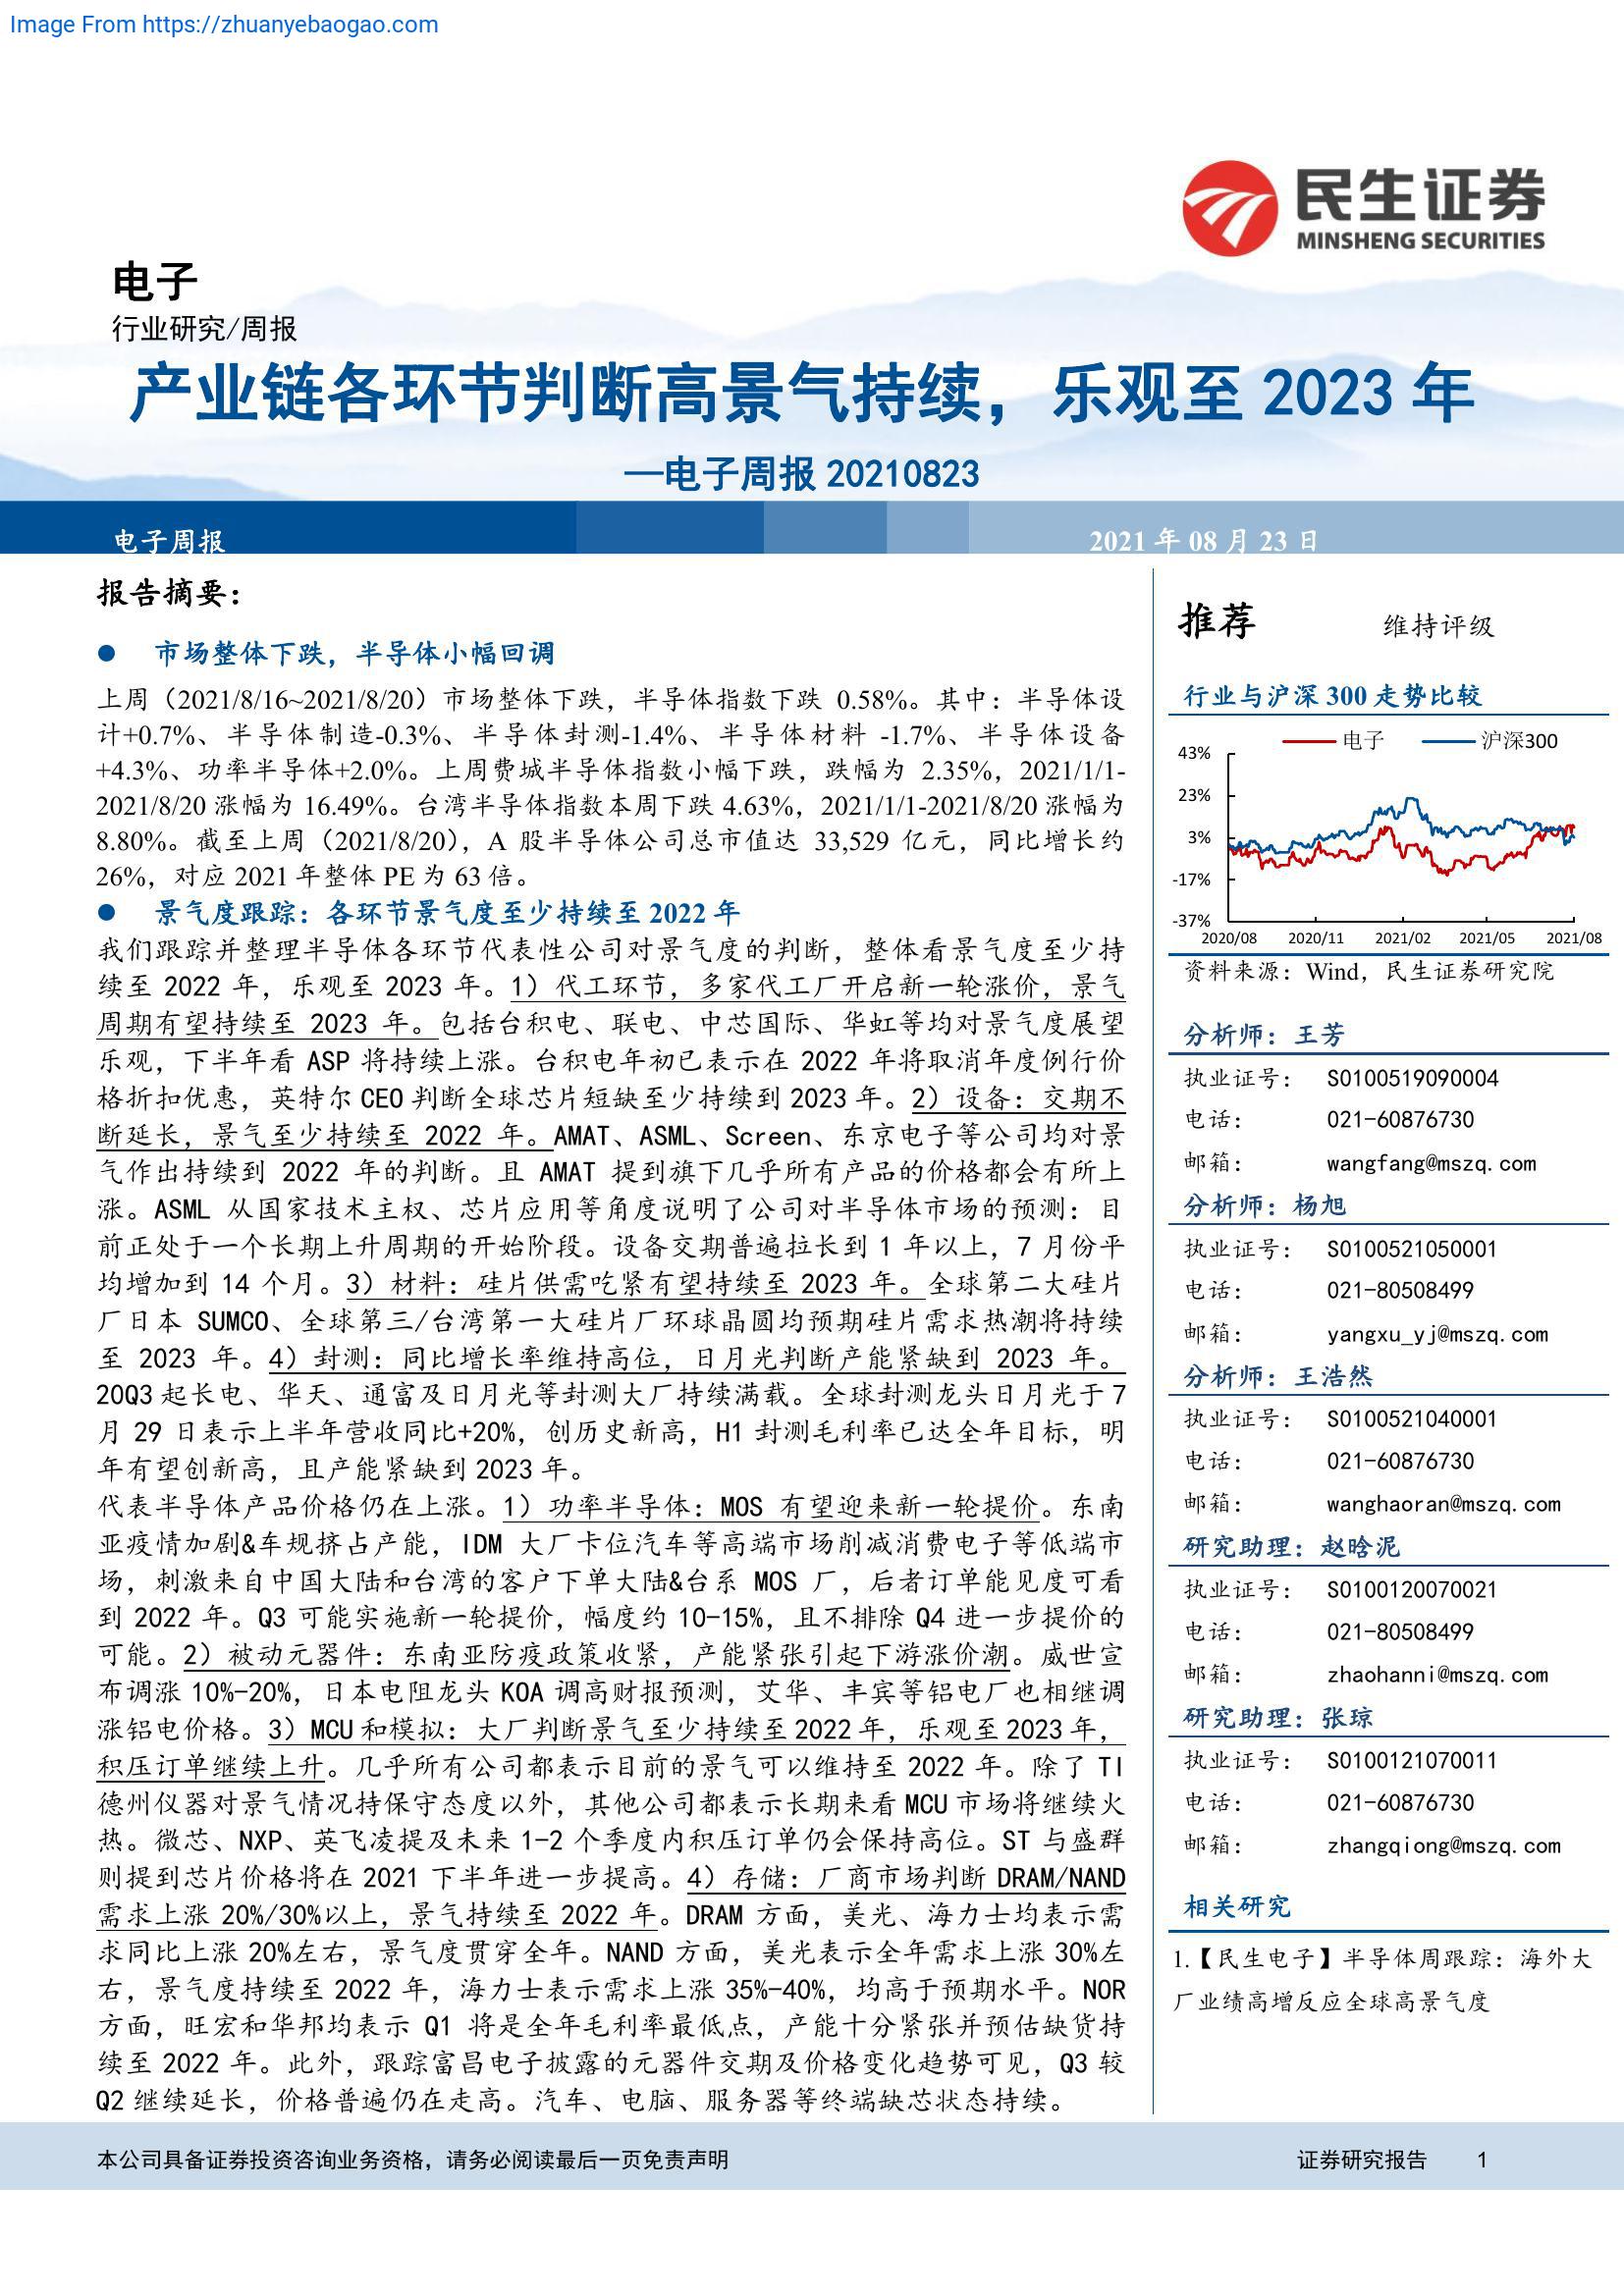 Image From https://zhuanyebaogao.com
民生证券
MINSHENG SECURITIES
电子
行业研究/周报
产业链各环节判断高景气持续，乐观至 2023 年
—电子周报 20210823
电子周报
2021 年 08 月 23 日
报告摘要：
● 市场整体下跌，半导体小幅回调
上周（2021/8/16~2021/8/20）市场整体下跌，半导体指数下跌 0.58%。其中：半导体设
计+0.7%、半导体制造-0.3%、半导体封测-1.4%、半导体材料 -1.7%、半导体设备
+4.3%、功率半导体+2.0%。上周费城半导体指数小幅下跌，跌幅为 2.35%，2021/1/1-
2021/8/20 涨幅为 16.49%。台湾半导体指数本周下跌 4.63%，2021/1/1-2021/8/20 涨幅为
8.80%。截至上周（2021/8/20），A 股半导体公司总市值达 33,529 亿元，同比增长约
26%，对应 2021 年整体 PE 为 63 倍。
● 景气度跟踪：各环节景气度至少持续至 2022 年
我们跟踪并整理半导体各环节代表性公司对景气度的判断，整体看景气度至少持
续至 2022 年，乐观至 2023 年。1）代工环节，多家代工厂开启新一轮涨价，景气
周期有望持续至 2023 年。包括台积电、联电、中芯国际、华虹等均对景气度展望
乐观，下半年看 ASP 将持续上涨。台积电年初已表示在 2022 年将取消年度例行价
格折扣优惠，英特尔 CEO 判断全球芯片短缺至少持续到 2023 年。2）设备：交期不
断延长，景气至少持续至 2022 年。AMAT、ASML、Screen、东京电子等公司均对景
气作出持续到 2022 年的判断。且 AMAT 提到旗下几乎所有产品的价格都会有所上
涨。ASML 从国家技术主权、芯片应用等角度说明了公司对半导体市场的预测：目
前正处于一个长期上升周期的开始阶段。设备交期普遍拉长到 1 年以上，7 月份平
均增加到 14 个月。3）材料：硅片供需吃紧有望持续至 2023 年。全球第二大硅片
厂日本 SUMCO、全球第三/台湾第一大硅片厂环球晶圆均预期硅片需求热潮将持续
至 2023 年。4）封测：同比增长率维持高位，日月光判断产能紧缺到 2023 年。
20Q3 起长电、华天、通富及日月光等封测大厂持续满载。全球封测龙头日月光于 7
月 29 日表示上半年营收同比+20%，创历史新高，H1 封测毛利率已达全年目标，明
年有望创新高，且产能紧缺到 2023 年。
代表半导体产品价格仍在上涨。1）功率半导体：MOS 有望迎来新一轮提价。东南
亚疫情加剧&车规挤占产能，IDM 大厂卡位汽车等高端市场削减消费电子等低端市
场，刺激来自中国大陆和台湾的客户下单大陆&台系 MOS 厂，后者订单能见度可看
到 2022 年。Q3 可能实施新一轮提价，幅度约 10-15%，且不排除 Q4 进一步提价的
可能。2）被动元器件：东南亚防疫政策收紧，产能紧张引起下游涨价潮。威世宣
布调涨 10%-20%，日本电阻龙头 KOA 调高财报预测，艾华、丰宾等铝电厂也相继调
涨铝电价格。3）MCU 和模拟：大厂判断景气至少持续至 2022 年，乐观至 2023 年，
积压订单继续上升。几乎所有公司都表示目前的景气可以维持至 2022 年。除了 TI
德州仪器对景气情况持保守态度以外，其他公司都表示长期来看 MCU 市场将继续火
热。微芯、NXP、英飞凌提及未来 1-2 个季度内积压订单仍会保持高位。ST 与盛群
则提到芯片价格将在 2021 下半年进一步提高。4）存储：厂商市场判断 DRAM/NAND
需求上涨 20%/30%以上，景气持续至 2022 年。DRAM 方面，美光、海力士均表示需
求同比上涨 20%左右，景气度贯穿全年。NAND 方面，美光表示全年需求上涨 30%左
右，景气度持续至 2022 年，海力士表示需求上涨 35%-40%，均高于预期水平。NOR
方面，旺宏和华邦均表示 Q1 将是全年毛利率最低点，产能十分紧张并预估缺货持
续至 2022 年。此外，跟踪富昌电子披露的元器件交期及价格变化趋势可见，Q3 较
Q2 继续延长，价格普遍仍在走高。汽车、电脑、服务器等终端缺芯状态持续。
推荐 维持评级
行业与沪深 300 走势比较
电子 沪深300
43%
23%
3%
-17%
-37%
2020/08 2020/11 2021/02 2021/05 2021/08
资料来源：Wind，民生证券研究院
分析师：王芳
执业证号： S0100519090004
电话： 021-60876730
邮箱： wangfang@mszq.com
分析师：杨旭
执业证号： S0100521050001
电话： 021-80508499
邮箱： yangxu_yj@mszq.com
分析师：王浩然
执业证号： S0100521040001
电话： 021-60876730
邮箱： wanghaoran@mszq.com
研究助理：赵晗泥
执业证号： S0100120070021
电话： 021-80508499
邮箱： zhaohanni@mszq.com
研究助理：张琼
执业证号： S0100121070011
电话： 021-60876730
邮箱： zhangqiong@mszq.com
相关研究
1.【民生电子】半导体周跟踪：海外大
厂业绩高增反应全球高景气度
本公司具备证券投资咨询业务资格，请务必阅读最后一页免责声明
证券研究报告 1